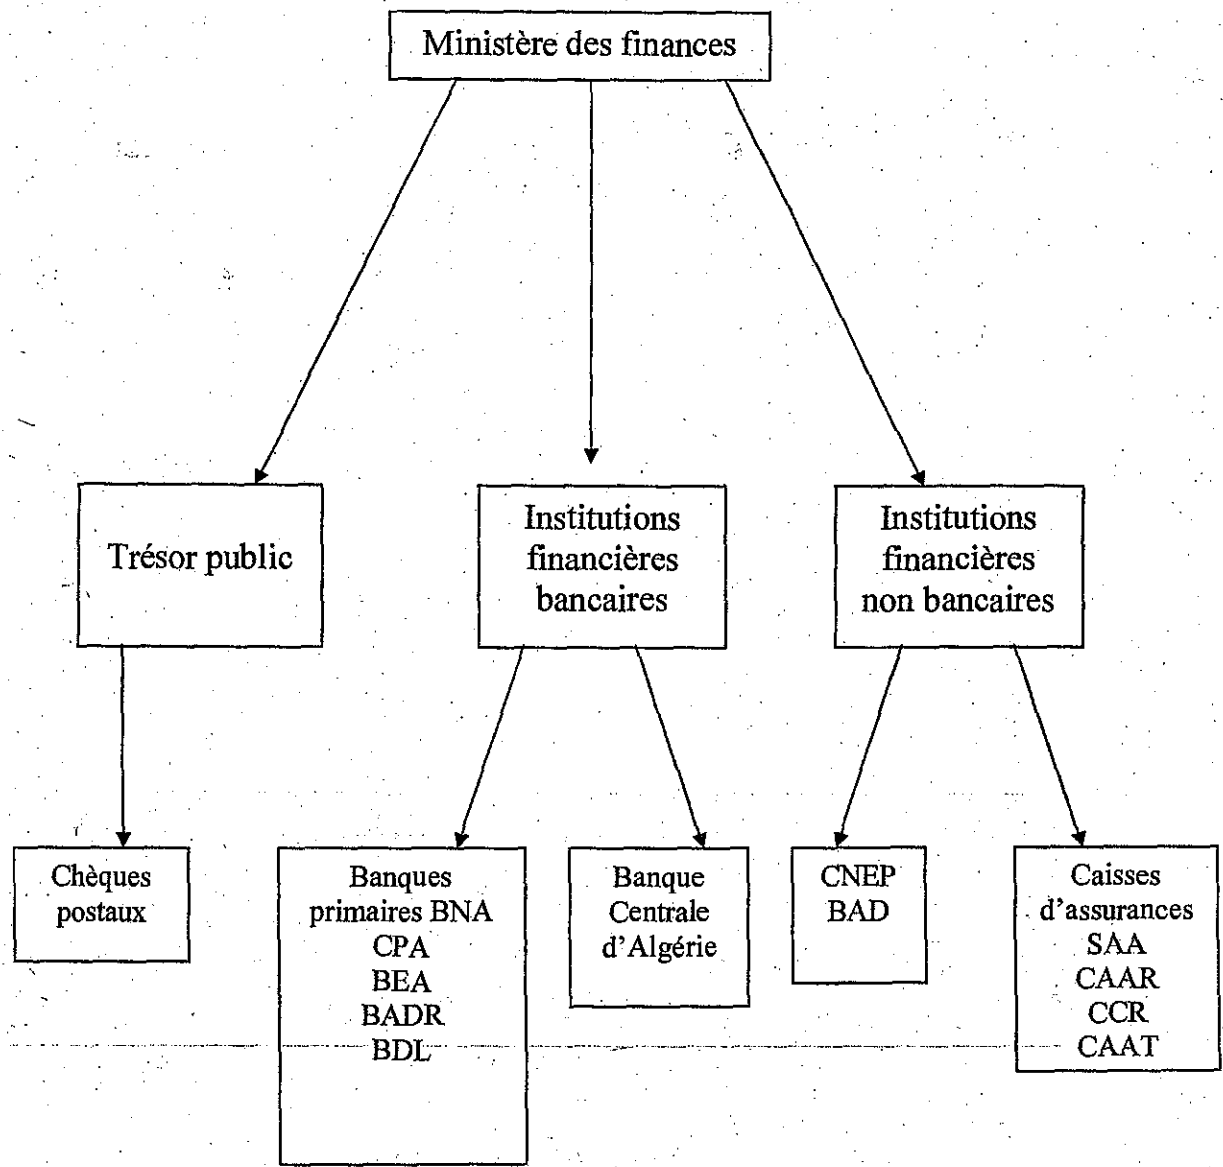 Ministère des finances
Trésor public
Institutions
financières
bancaires
Institutions
financières
non bancaires
Chèques
postaux
Banques
primaires BNA
CPA
BEA
BADR
BDL
Banque
Centrale
d'Algérie
CNEP
BAD
Caisses
d'assurances
SAA
CAAR
CCR
CAAT